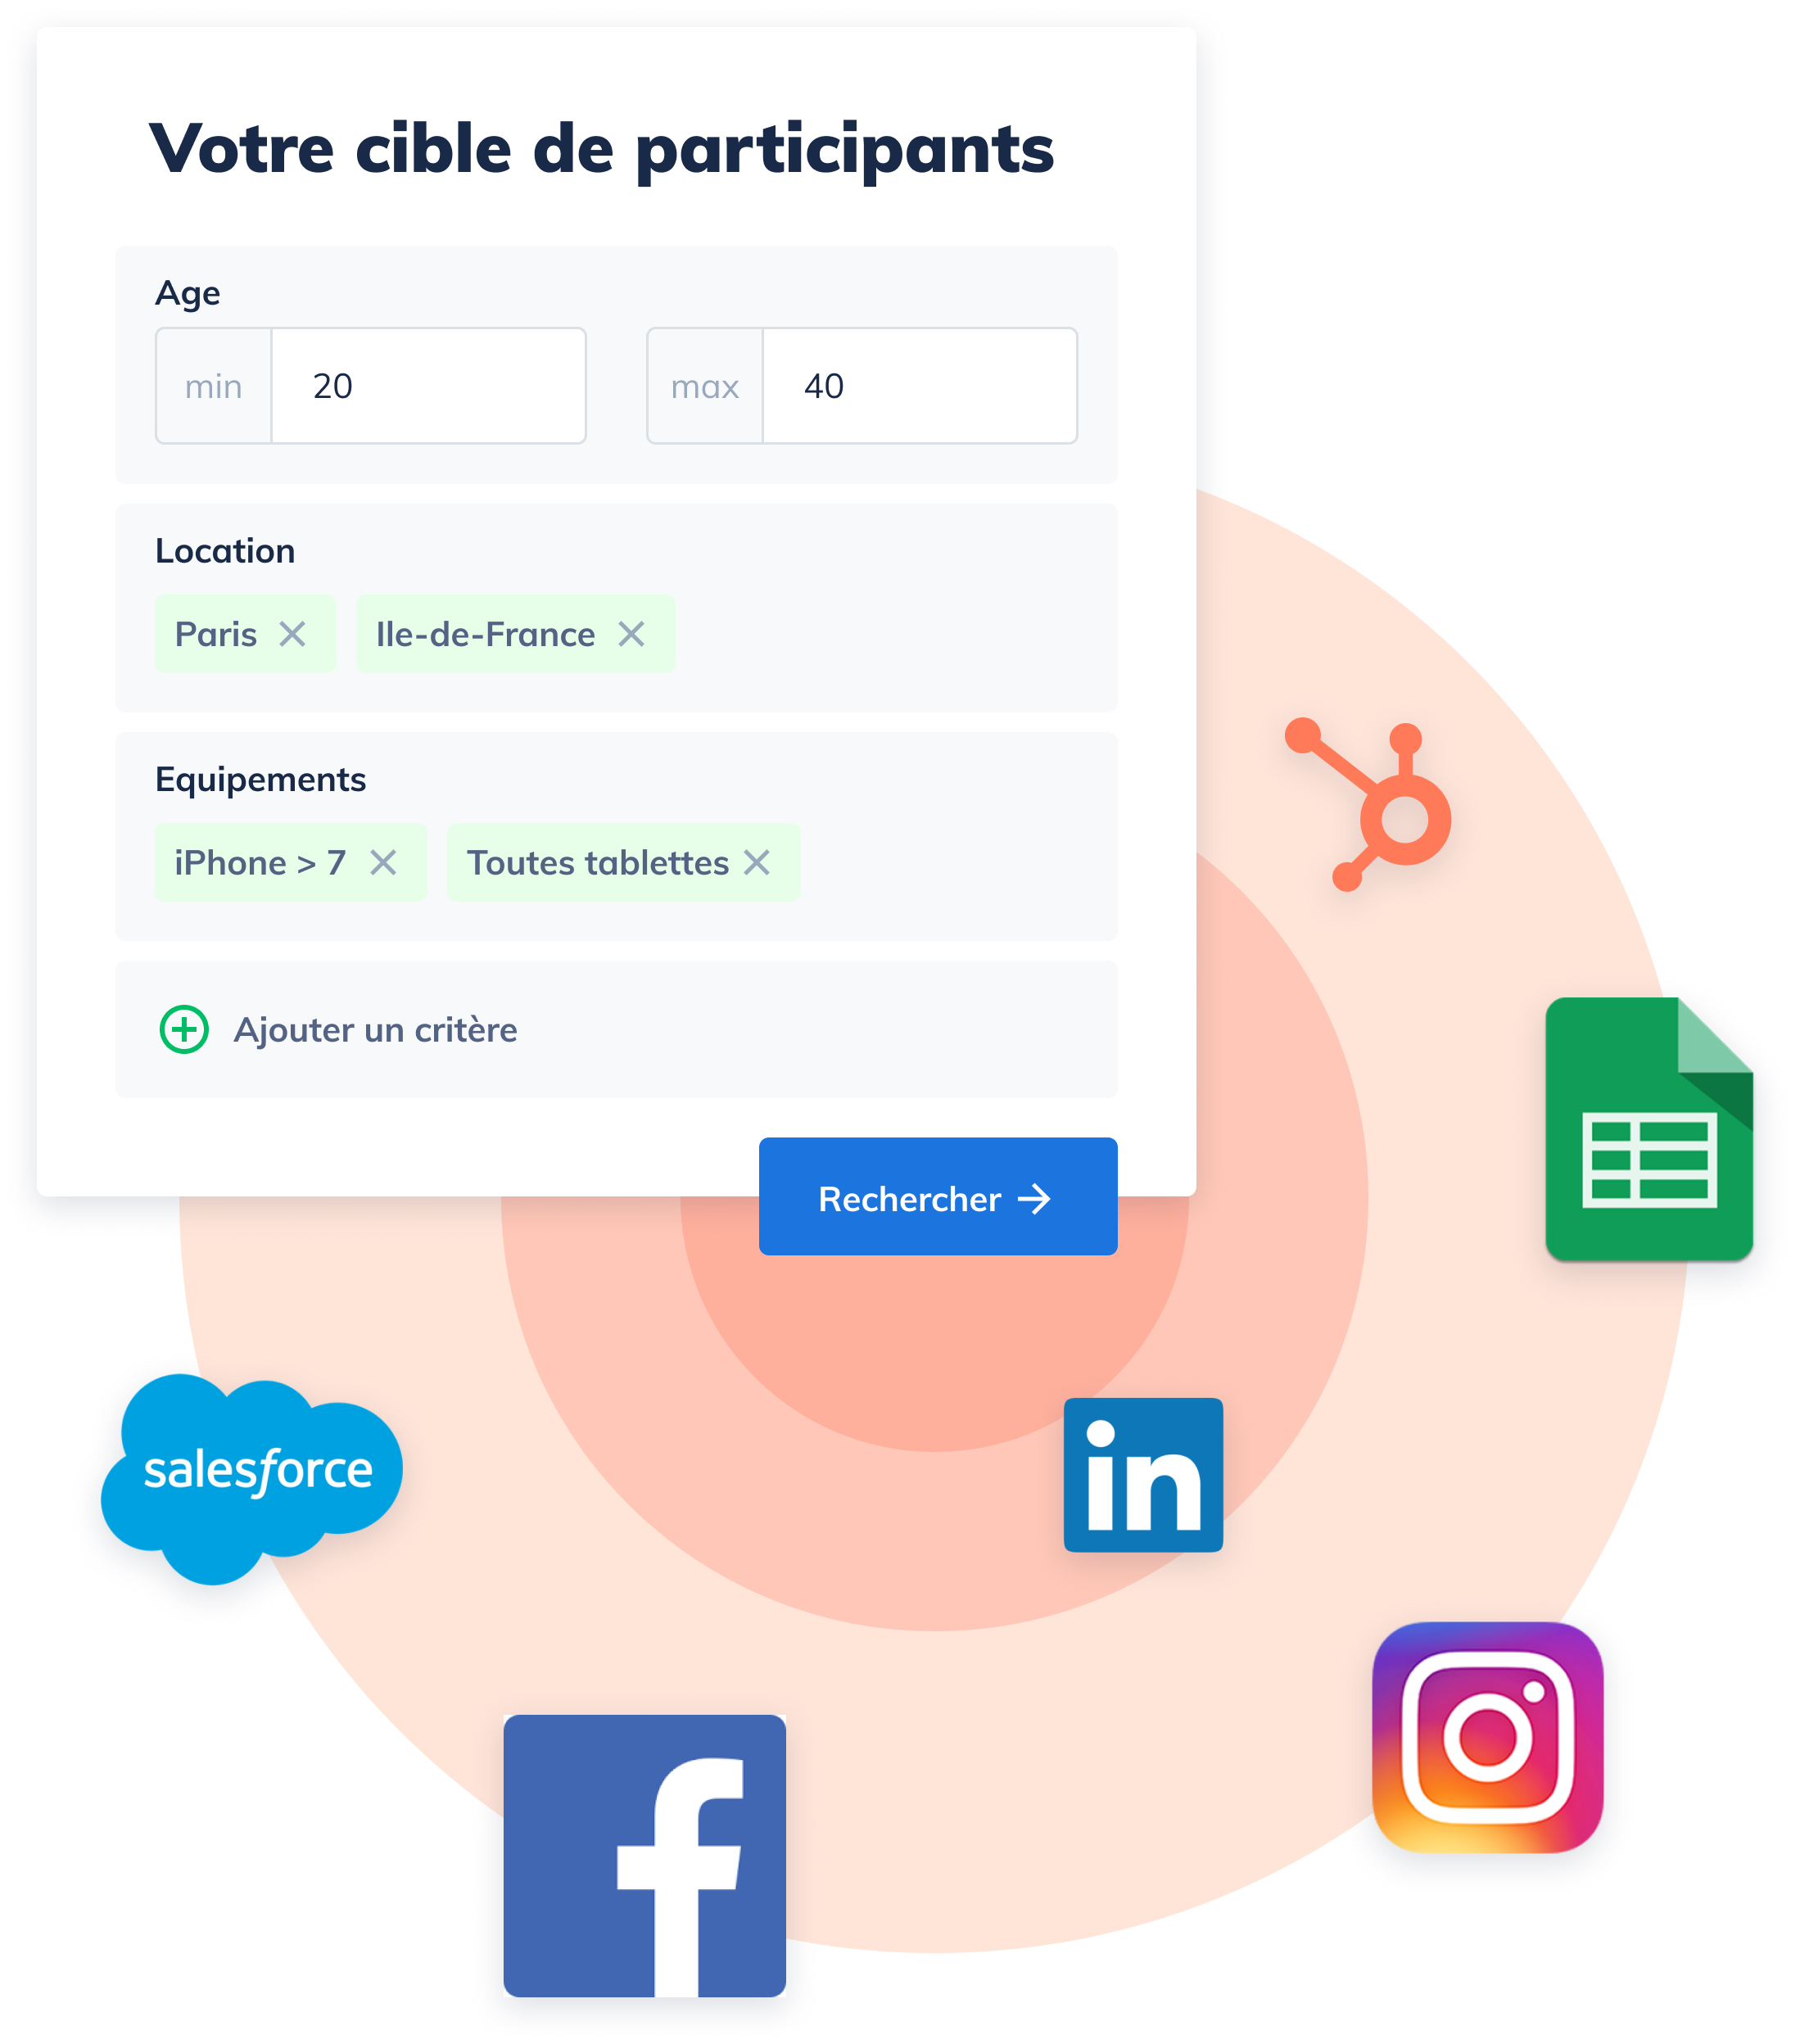 Votre cible de participants
Age
min 20 max 40
Location
Paris Ile-de-France
Equipements
iPhone > 7 Toutes tablettes
Ajouter un critère
Rechercher
salesforce
in
f